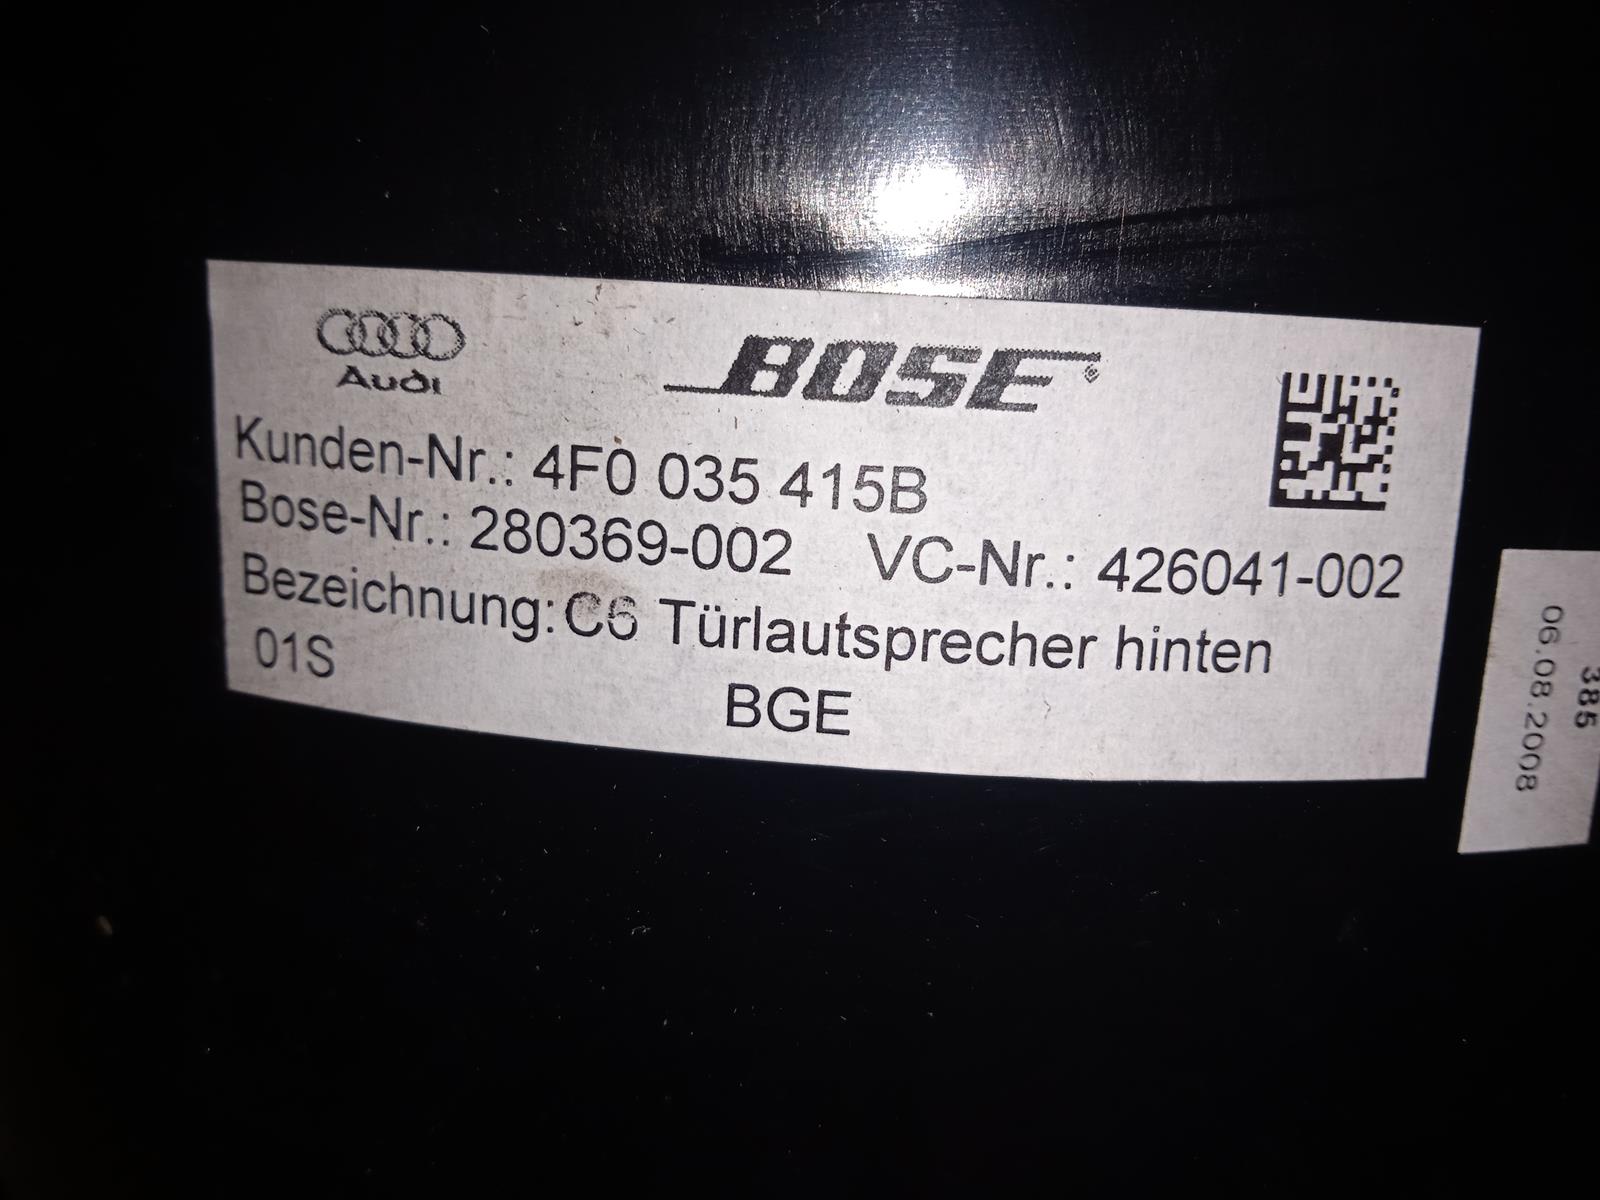 Audi
BOSE®
Kunden-Nr.: 4F0 035 415B
Bose-Nr.: 280369-002 VC-Nr.: 426041-002
Bezeichnung: C6 Türlautsprecher hinten
01S
BGE
385
06.08.2008